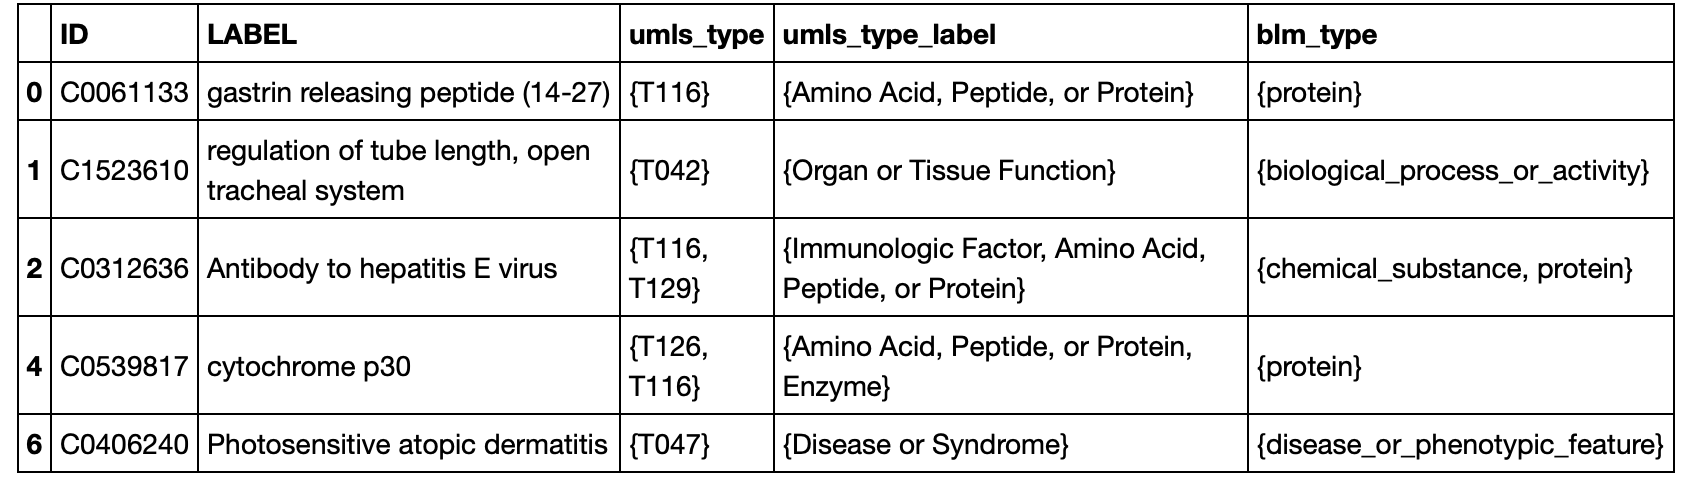 ID LABEL umls_type umls_type_label blm_type
0 C0061133 gastrin releasing peptide (14-27) {T116} {Amino Acid, Peptide, or Protein} {protein}
1 C1523610 regulation of tube length, open tracheal system {T042} {Organ or Tissue Function} {biological_process_or_activity}
2 C0312636 Antibody to hepatitis E virus {T116, T129} {Immunologic Factor, Amino Acid, Peptide, or Protein} {chemical_substance, protein}
4 C0539817 cytochrome p30 {T126, T116} {Amino Acid, Peptide, or Protein, Enzyme} {protein}
6 C0406240 Photosensitive atopic dermatitis {T047} {Disease or Syndrome} {disease_or_phenotypic_feature}